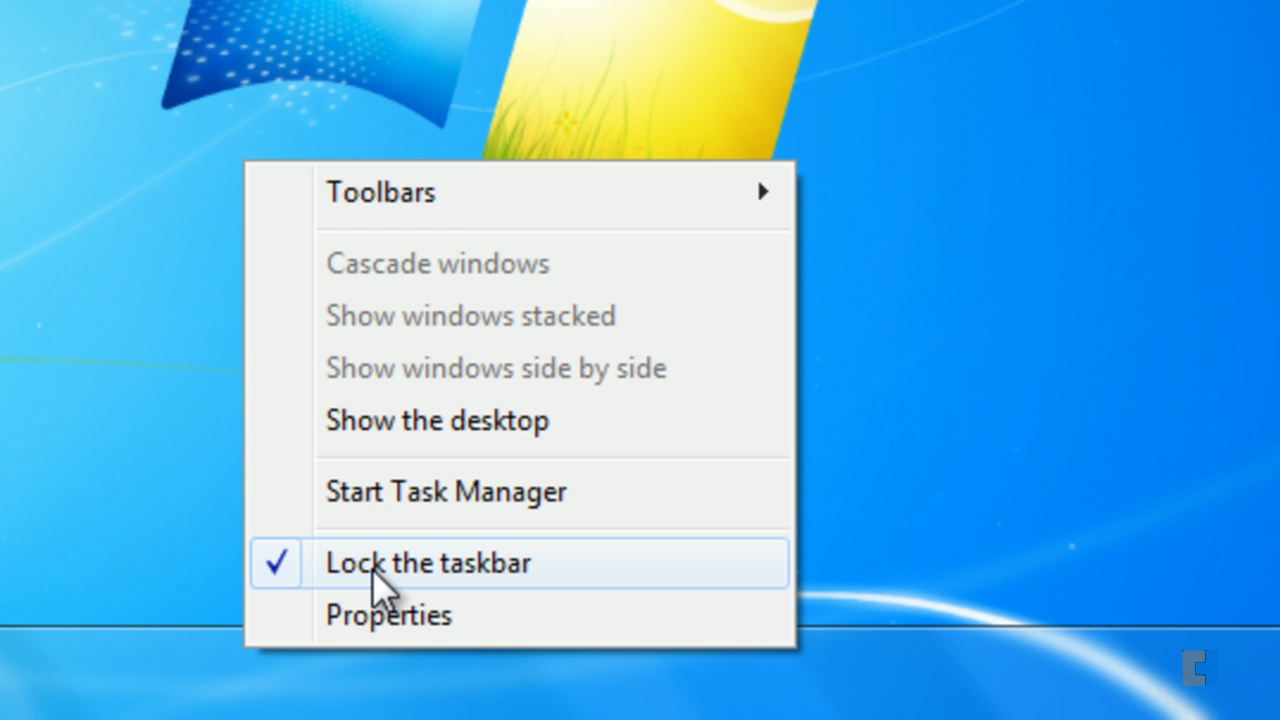 Toolbars
Cascade windows
Show windows stacked
Show windows side by side
Show the desktop
Start Task Manager
Lock the taskbar
Properties